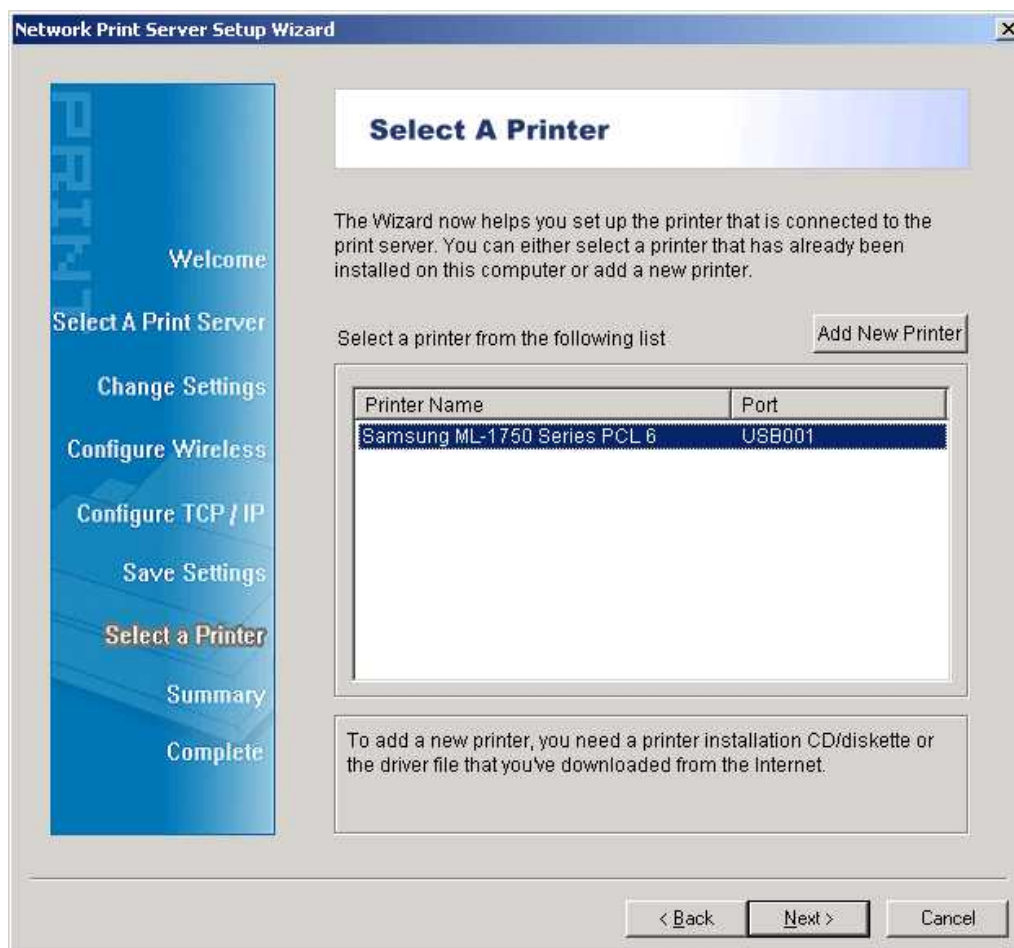 Network Print Server Setup Wizard
PRINT
Welcome
Select A Print Server
Change Settings
Configure Wireless
Configure TCP / IP
Save Settings
Select a Printer
Summary
Complete
Select A Printer
The Wizard now helps you set up the printer that is connected to the
print server. You can either select a printer that has already been
installed on this computer or add a new printer.
Select a printer from the following list
Add New Printer
Printer Name Port
Samsung ML-1750 Series PCL 6 USB001
To add a new printer, you need a printer installation CD/diskette or
the driver file that you've downloaded from the Internet.
< Back Next > Cancel